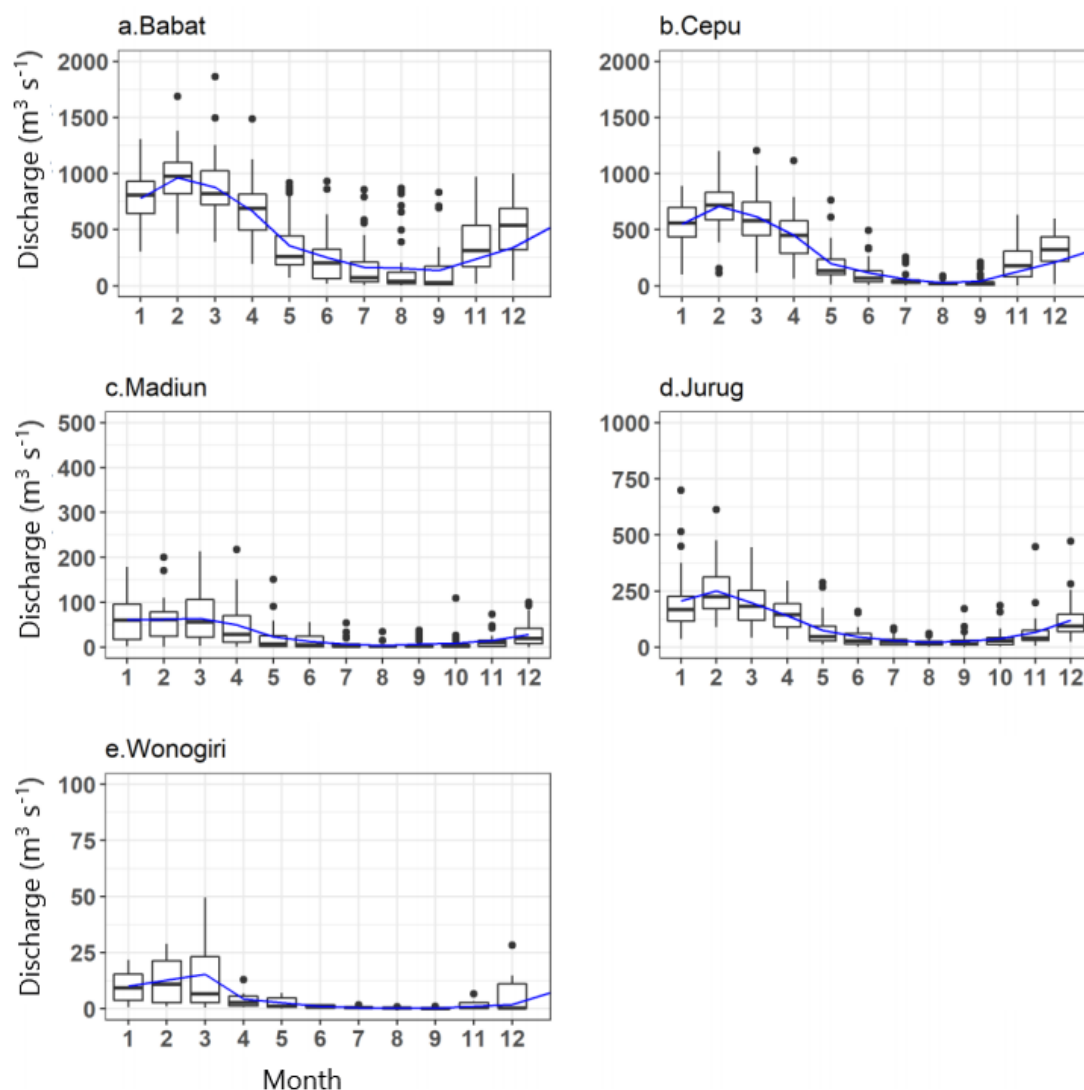 a.Babat
b.Cepu
Discharge (m³ s⁻¹)
2000
1500
1000
500
0
1 2 3 4 5 6 7 8 9 11 12
2000
1500
1000
500
0
1 2 3 4 5 6 7 8 9 11 12
c.Madiun
d.Jurug
Discharge (m³ s⁻¹)
500
400
300
200
100
0
1 2 3 4 5 6 7 8 9 10 11 12
1000
750
500
250
0
1 2 3 4 5 6 7 8 9 10 11 12
e.Wonogiri
Discharge (m³ s⁻¹)
100
75
50
25
0
1 2 3 4 5 6 7 8 9 11 12
Month